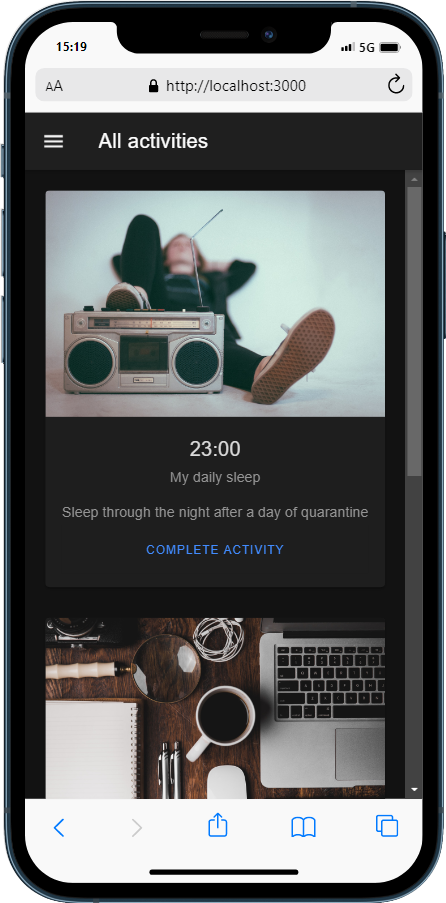 15:19
5G
AA
http://localhost:3000
All activities
23:00
My daily sleep
Sleep through the night after a day of quarantine
COMPLETE ACTIVITY